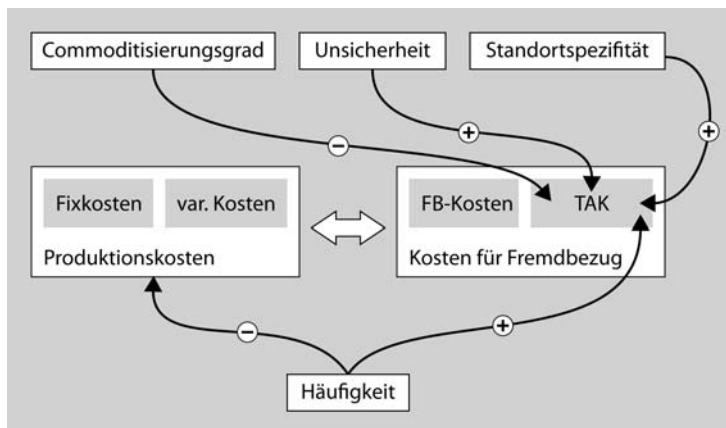 Commoditisierungsgrad
Unsicherheit
Standortspezifität
−
+
+
Fixkosten
var. Kosten
Produktionskosten
FB-Kosten
TAK
Kosten für Fremdbezug
−
+
Häufigkeit